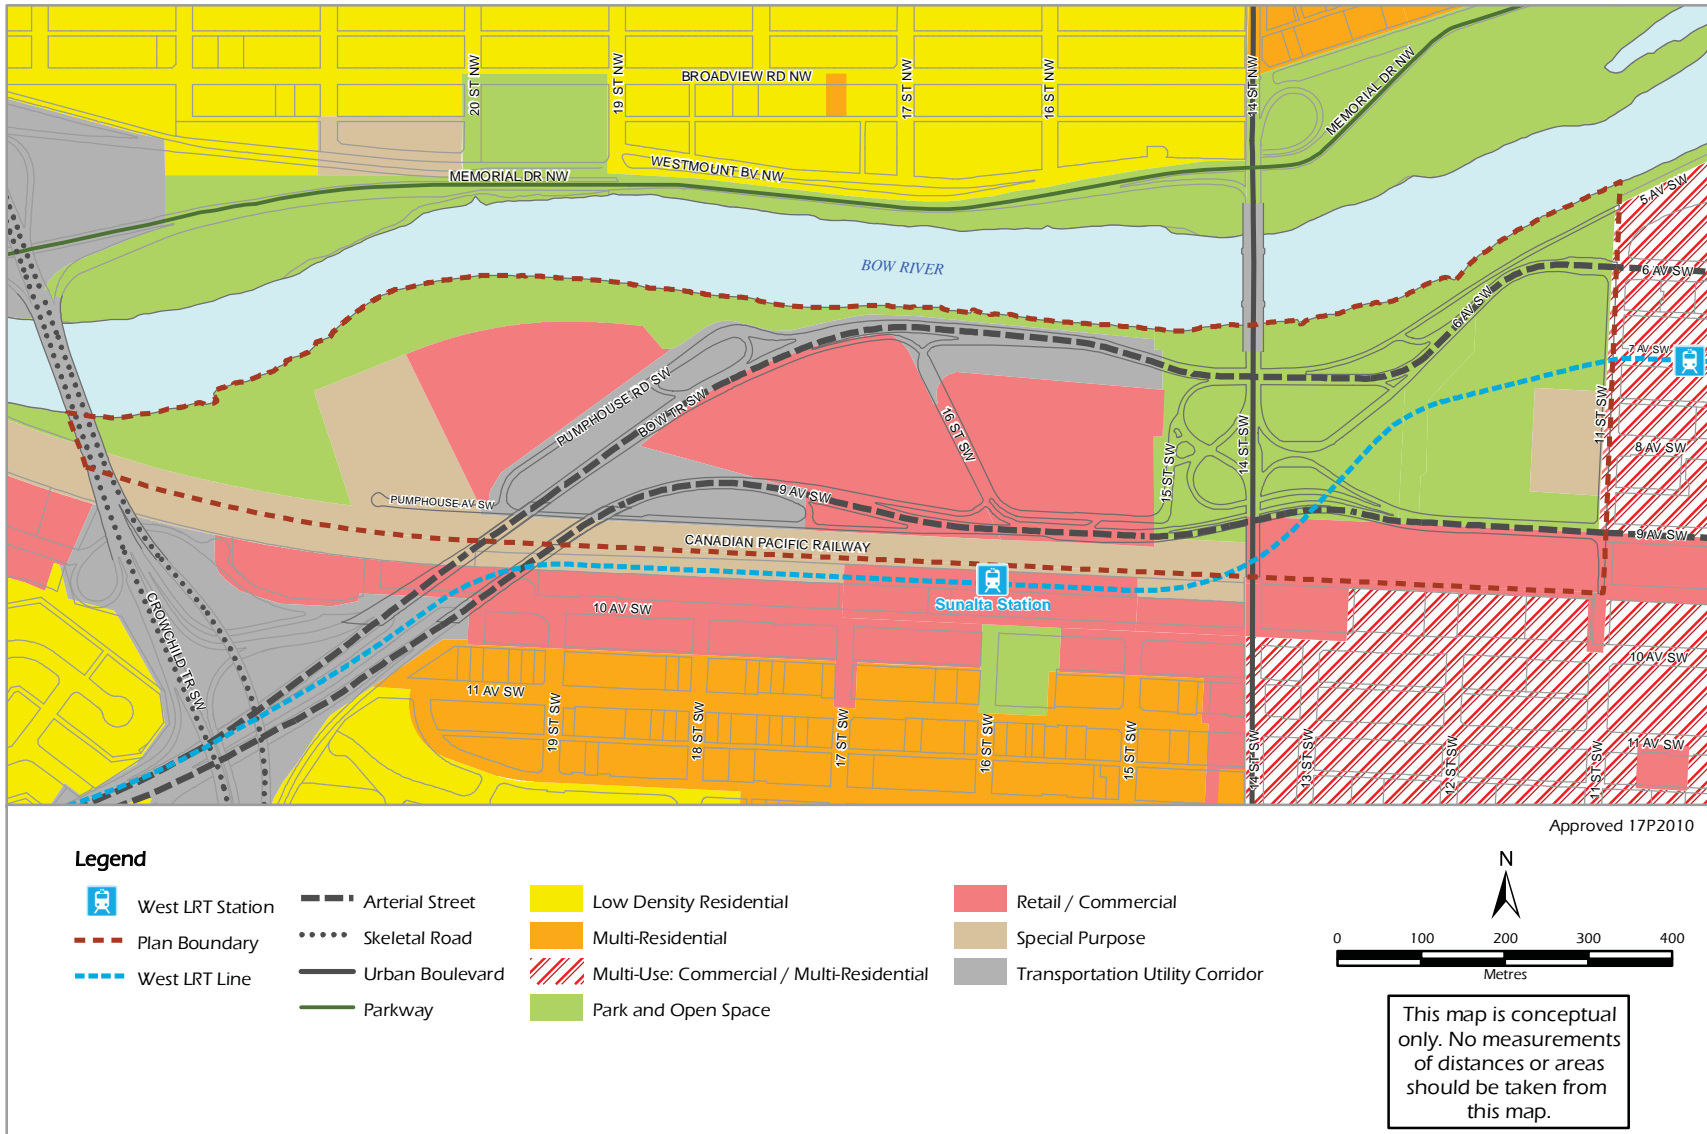 20 ST NW
19 ST NW
BROADVIEW RD NW
17 ST NW
16 ST NW
14 ST NW
MEMORIAL DR NW
WESTMOUNT BV NW
MEMORIAL DR NW
5 AV SW
BOW RIVER
6 AV SW
6 AV SW
7 AV SW
PUMPHOUSE RD SW
BOW TR SW
16 ST SW
15 ST SW
14 ST SW
11 ST SW
8 AV SW
PUMPHOUSE AV SW
9 AV SW
9 AV SW
CANADIAN PACIFIC RAILWAY
Sunalta Station
10 AV SW
CROWCHILD TR SW
10 AV SW
11 AV SW
19 ST SW
18 ST SW
17 ST SW
16 ST SW
15 ST SW
14 ST SW
13 ST SW
12 ST SW
11 ST SW
11 AV SW
Approved 17P2010
Legend
West LRT Station
Plan Boundary
West LRT Line
Arterial Street
Skeletal Road
Urban Boulevard
Parkway
Low Density Residential
Multi-Residential
Multi-Use: Commercial / Multi-Residential
Park and Open Space
Retail / Commercial
Special Purpose
Transportation Utility Corridor
N
0 100 200 300 400
Metres
This map is conceptual
only. No measurements
of distances or areas
should be taken from
this map.